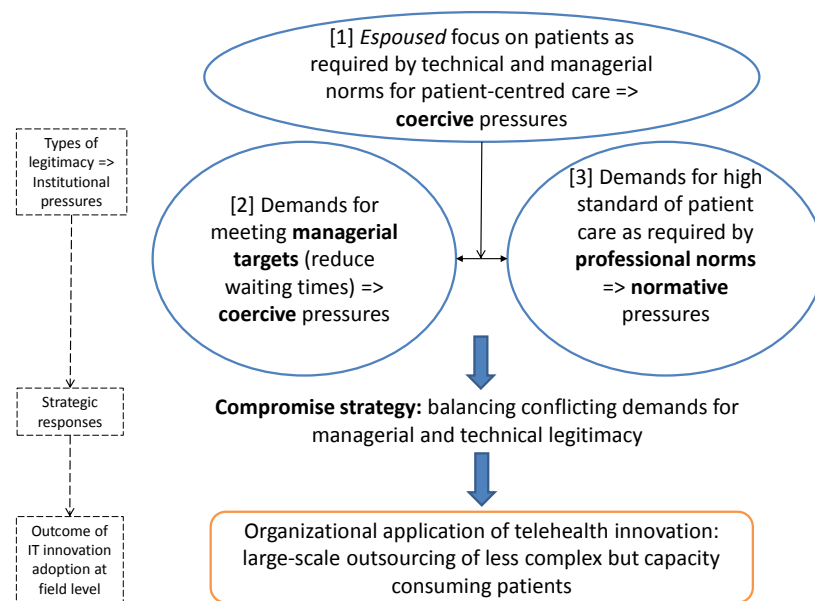 [1] Espoused focus on patients as
required by technical and managerial
norms for patient-centred care =>
coercive pressures
Types of
legitimacy =>
Institutional
pressures
[2] Demands for
meeting managerial
targets (reduce
waiting times) =>
coercive pressures
[3] Demands for high
standard of patient
care as required by
professional norms
=> normative
pressures
Strategic
responses
Compromise strategy: balancing conflicting demands for
managerial and technical legitimacy
Outcome of
IT innovation
adoption at
field level
Organizational application of telehealth innovation:
large-scale outsourcing of less complex but capacity
consuming patients